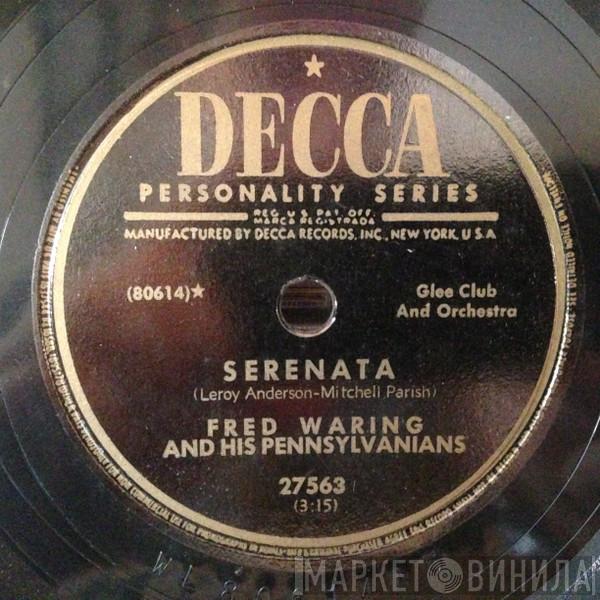 DECCA
PERSONALITY SERIES
REG. U.S. PAT. OFF.
MARCA REGISTRADA
MANUFACTURED BY DECCA RECORDS, INC., NEW YORK, U.S.A
(80614)★
Glee Club
And Orchestra
SERENATA
(Leroy Anderson-Mitchell Parish)
FRED WARING
AND HIS PENNSYLVANIANS
27563
(3:15)
МАРКЕТ ВИНИЛА